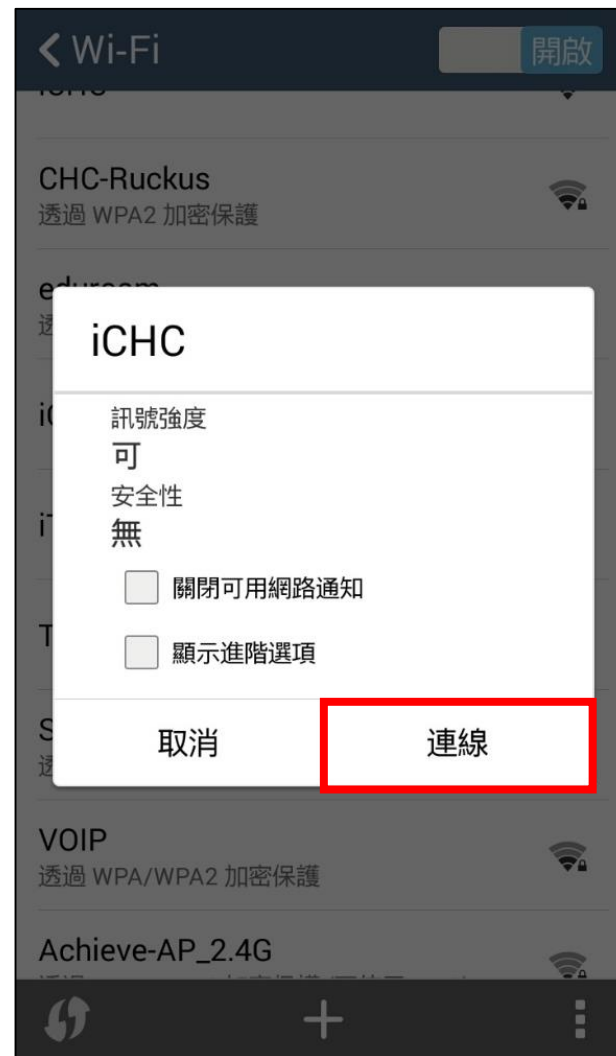 Wi-Fi
開啟
CHC-Ruckus
透過 WPA2 加密保護
iCHC
訊號強度
可
安全性
無
關閉可用網路通知
顯示進階選項
取消
連線
VOIP
透過 WPA/WPA2 加密保護
Achieve-AP_2.4G